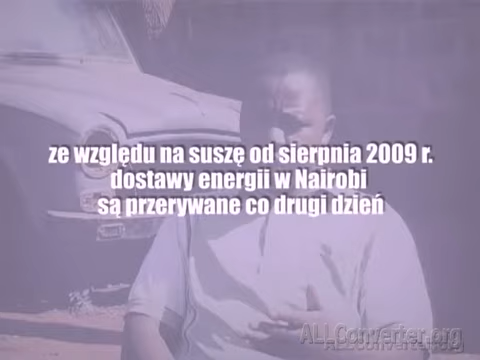 ze względu na suszę od sierpnia 2009 r.
dostawy energii w Nairobi
są przerywane co drugi dzień
ALLConverter.org